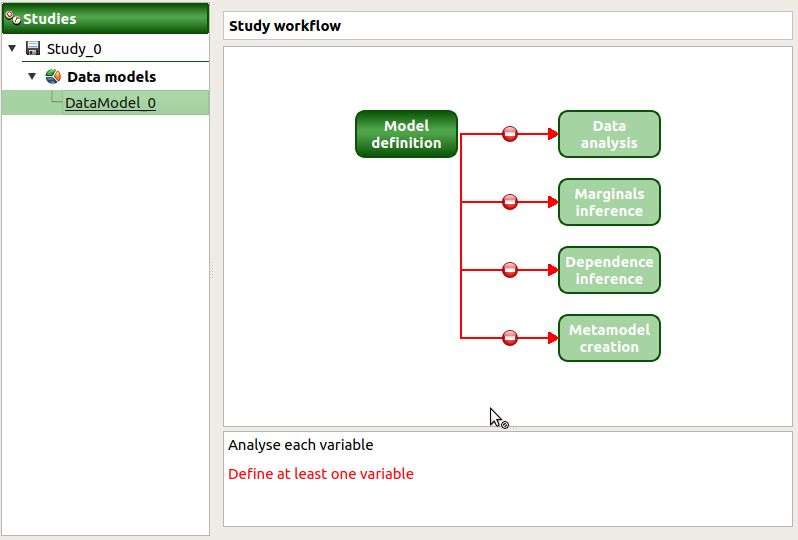 Studies
Study_0
Data models
DataModel_0
Study workflow
Model
definition
Data
analysis
Marginals
inference
Dependence
inference
Metamodel
creation
Analyse each variable
Define at least one variable